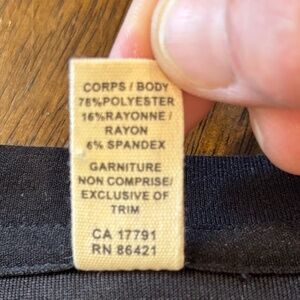 CORPS / BODY
78%POLYESTER
16%RAYONNE /
RAYON
6% SPANDEX
GARNITURE
NON COMPRISE/
EXCLUSIVE OF
TRIM
CA 17791
RN 86421